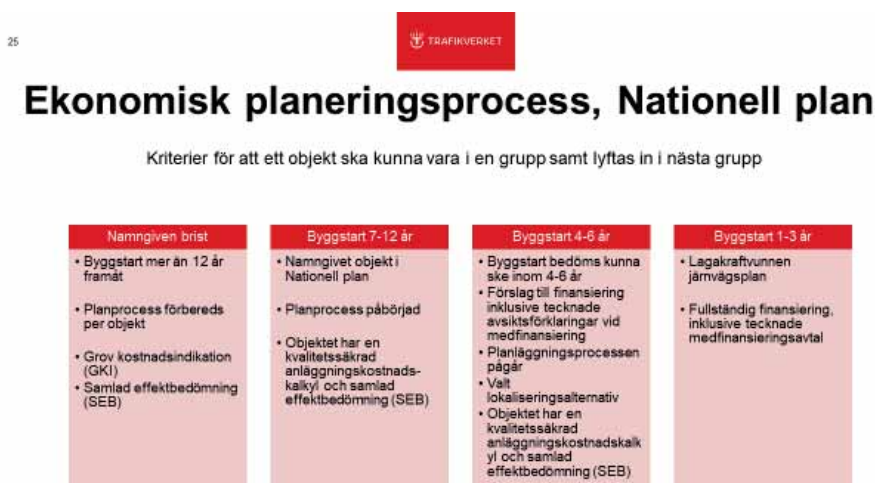 25
TRAFIKVERKET
Ekonomisk planeringsprocess, Nationell plan
Kriterier för att ett objekt ska kunna vara i en grupp samt lyftas in i nästa grupp
Namngiven brist
• Byggstart mer än 12 år
framåt
• Planprocess förbereds
per objekt
• Grov kostnadsindikation
(GKI)
• Samlad effektbedömning
(SEB)
Byggstart 7-12 år
• Namngivet objekt i
Nationell plan
• Planprocess påbörjad
• Objektet har en
kvalitetssäkrad
anläggningskostnads-
kalkyl och samlad
effektbedömning (SEB)
Byggstart 4-6 år
• Byggstart bedöms kunna
ske inom 4-6 år
• Förslag till finansiering
inklusive tecknade
avsiktsförklaringar vid
medfinansiering
• Planläggningsprocessen
pågår
• Valt
lokaliseringsalternativ
• Objektet har en
kvalitetssäkrad
anläggningskostnadskalk
yl och samlad
effektbedömning (SEB)
Byggstart 1-3 år
• Lagakraftvunnen
järnvägsplan
• Fullständig finansiering,
inklusive tecknade
medfinansieringsavtal